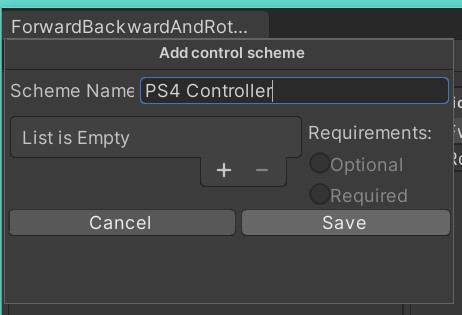 ForwardBackwardAndRot...
Add control scheme
Scheme Name PS4 Controller
List is Empty
Requirements:
Optional
Required
+ −
Cancel Save